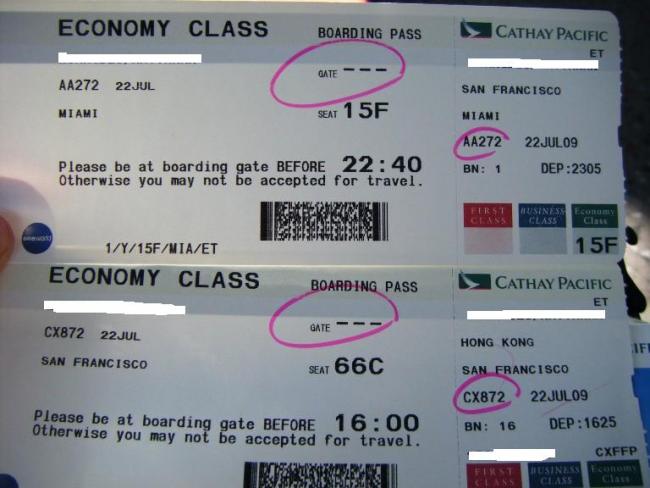 ECONOMY CLASS
BOARDING PASS
CATHAY PACIFIC
ET
GATE ---
AA272 22JUL
SAN FRANCISCO
MIAMI
SEAT 15F
MIAMI
AA272 22JUL09
Please be at boarding gate BEFORE 22:40
BN: 1 DEP:2305
Otherwise you may not be accepted for travel.
FIRST CLASS
BUSINESS CLASS
Economy Class
15F
oneworld
1/Y/15F/MIA/ET
ECONOMY CLASS
BOARDING PASS
CATHAY PACIFIC
ET
GATE ---
CX872 22JUL
HONG KONG
SAN FRANCISCO
SEAT 66C
SAN FRANCISCO
CX872 22JUL09
Please be at boarding gate BEFORE 16:00
BN: 16 DEP:1625
Otherwise you may not be accepted for travel.
CXFFP
FIRST CLASS
BUSINESS CLASS
Economy Class